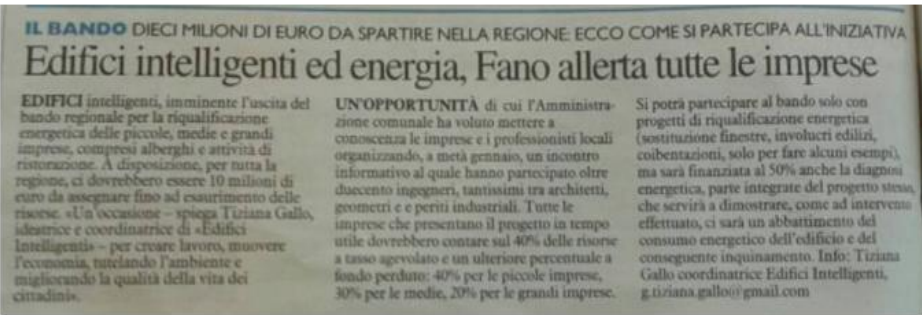 IL BANDO DIECI MILIONI DI EURO DA SPARTIRE NELLA REGIONE: ECCO COME SI PARTECIPA ALL'INIZIATIVA
Edifici intelligenti ed energia, Fano allerta tutte le imprese
EDIFICI intelligenti, imminente l'uscita del
bando regionale per la riqualificazione
energetica delle piccole, medie e grandi
imprese, compresi alberghi e attività di
ristorazione. A disposizione, per tutta la
regione, ci dovrebbero essere 10 milioni di
euro da assegnare fino ad esaurimento delle
risorse. «Un'occasione – spiega Tiziana Gallo,
ideatrice e coordinatrice di «Edifici
Intelligenti» – per creare lavoro, muovere
l'economia, tutelando l'ambiente e
migliorando la qualità della vita dei
cittadini».
UN'OPPORTUNITÀ di cui l'Amministra-
zione comunale ha voluto mettere a
conoscenza le imprese e i professionisti locali
organizzando, a metà gennaio, un incontro
informativo al quale hanno partecipato oltre
duecento ingegneri, tantissimi tra architetti,
geometri e e periti industriali. Tutte le
imprese che presentano il progetto in tempo
utile dovrebbero contare sul 40% delle risorse
a tasso agevolato e un ulteriore percentuale a
fondo perduto: 40% per le piccole imprese,
30% per le medie, 20% per le grandi imprese.
Si potrà partecipare al bando solo con
progetti di riqualificazione energetica
(sostituzione finestre, involucri edilizi,
coibentazioni, solo per fare alcuni esempi),
ma sarà finanziata al 50% anche la diagnosi
energetica, parte integrate del progetto stesso,
che servirà a dimostrare, come ad intervento
effettuato, ci sarà un abbattimento del
consumo energetico dell'edificio e del
conseguente inquinamento. Info: Tiziana
Gallo coordinatrice Edifici Intelligenti,
g.tiziana.gallo@gmail.com